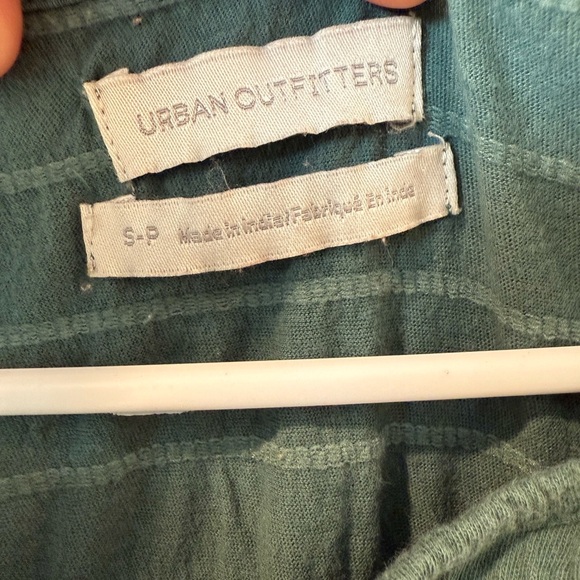 URBAN OUTFITTERS
S-P Made in India/Fabriqué En Inde